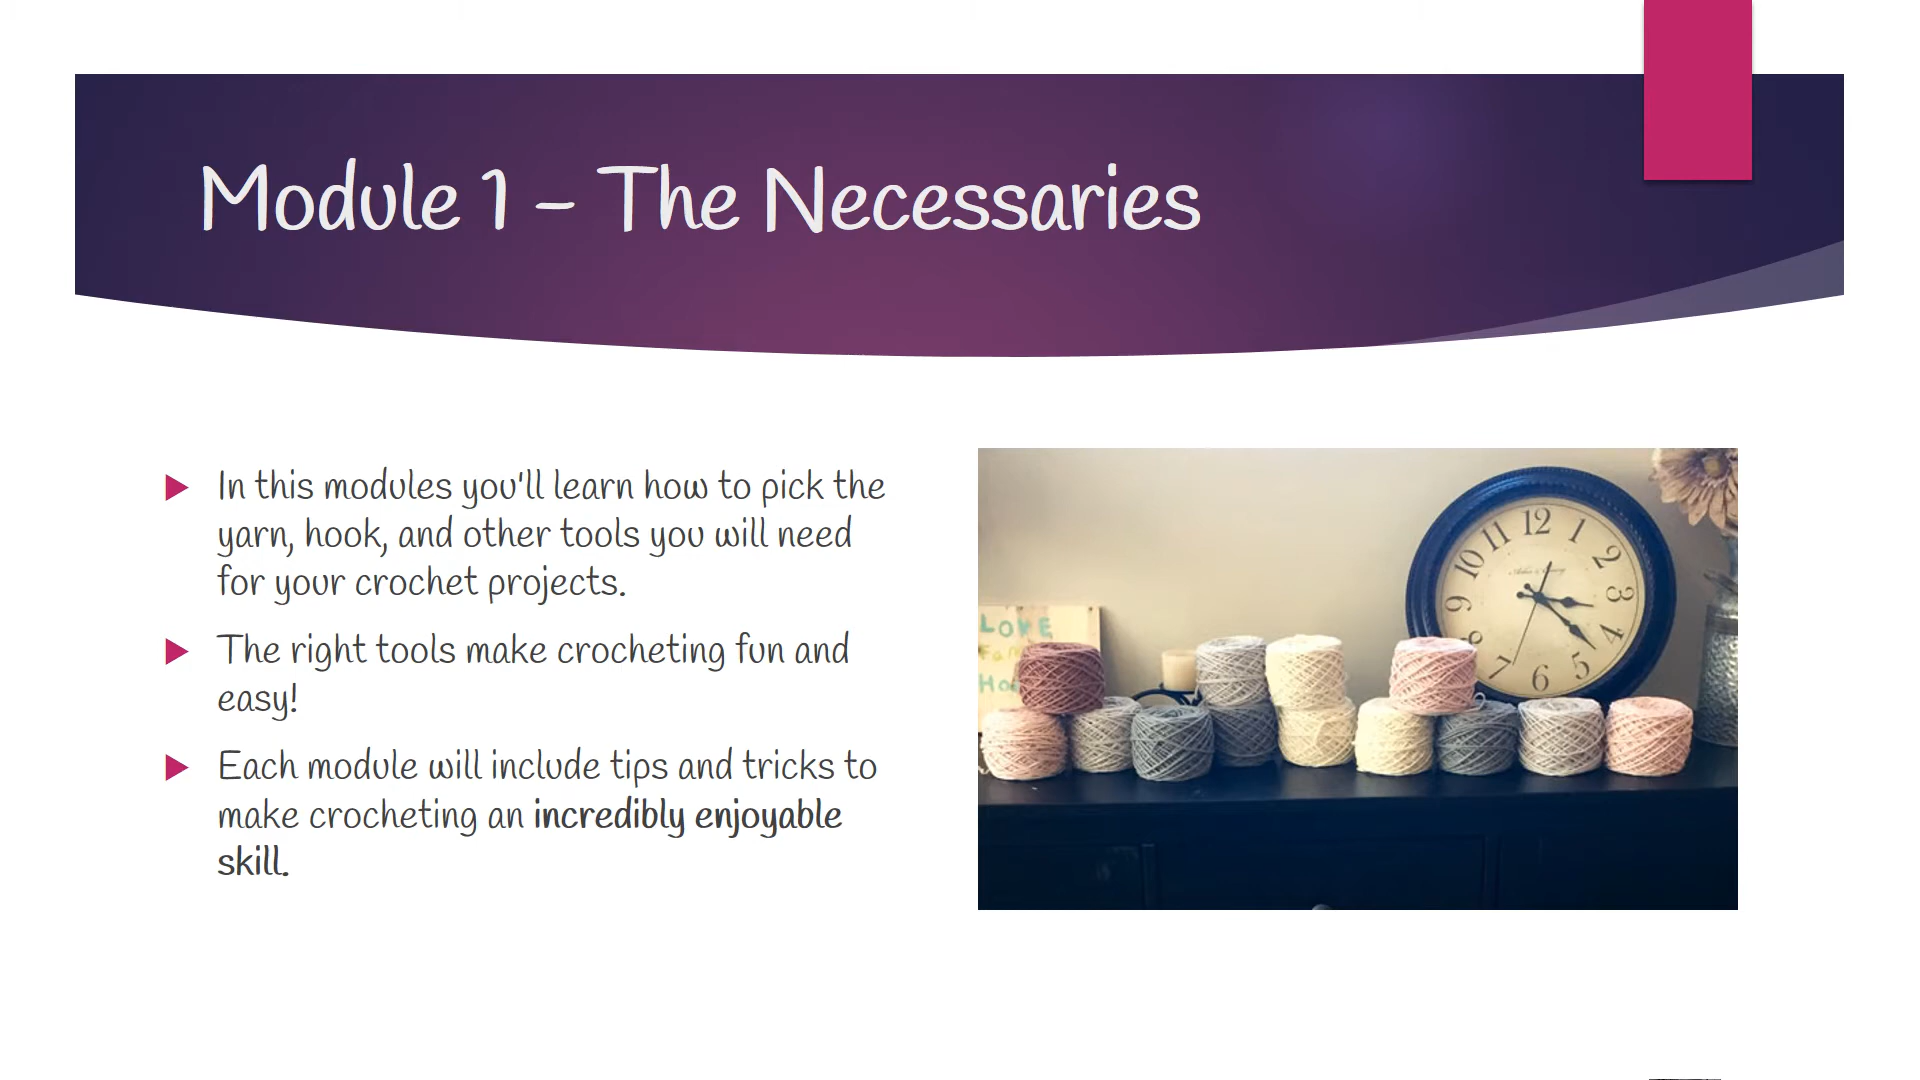 Module 1 - The Necessaries
In this modules you'll learn how to pick the
yarn, hook, and other tools you will need
for your crochet projects.
The right tools make crocheting fun and
easy!
Each module will include tips and tricks to
make crocheting an incredibly enjoyable
skill.
LOVE
12
1
2
3
4
5
6
7
8
9
10
11